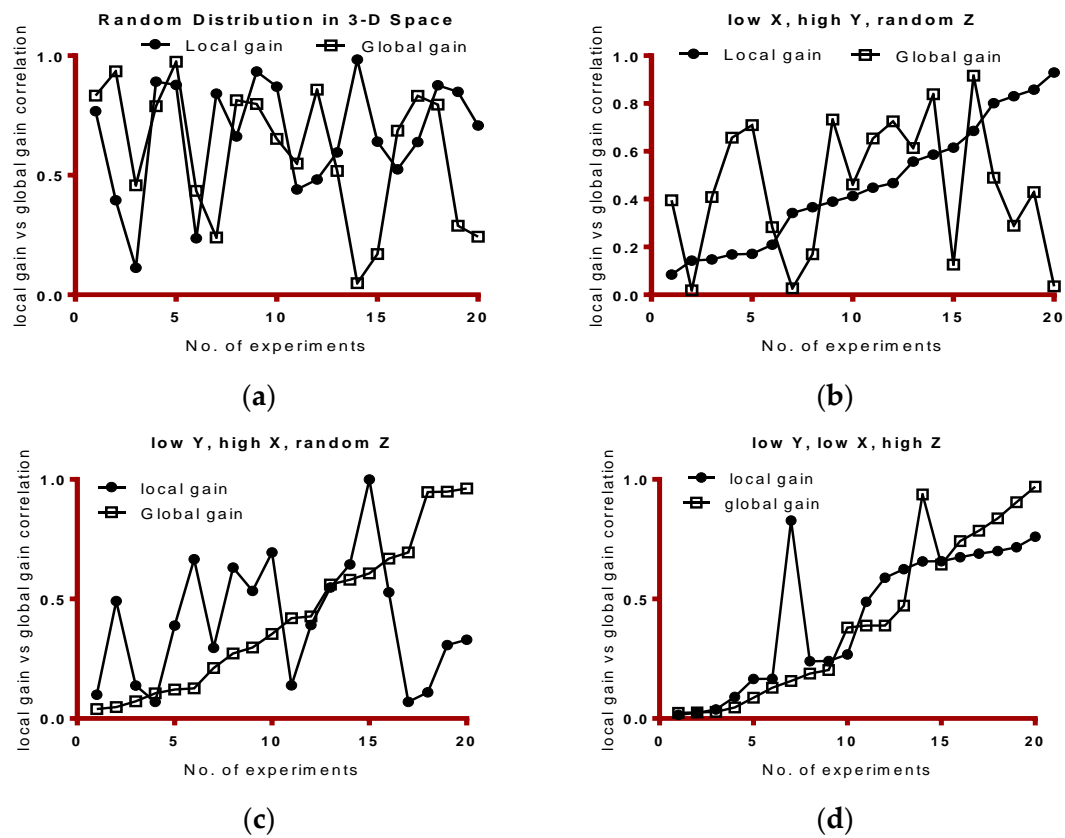 Random Distribution in 3-D Space
Local gain Global gain
local gain vs global gain correlation
1.0
0.5
0.0
0 5 10 15 20
No. of experiments
(a)
low X, high Y, random Z
Local gain Global gain
local gain vs global gain correlation
1.0
0.8
0.6
0.4
0.2
0.0
0 5 10 15 20
No. of experiments
(b)
low Y, high X, random Z
local gain
Global gain
local gain vs global gain correlation
1.0
0.5
0.0
0 5 10 15 20
No. of experiments
(c)
low Y, low X, high Z
local gain
global gain
local gain vs global gain correlation
1.0
0.5
0.0
0 5 10 15 20
No. of experiments
(d)